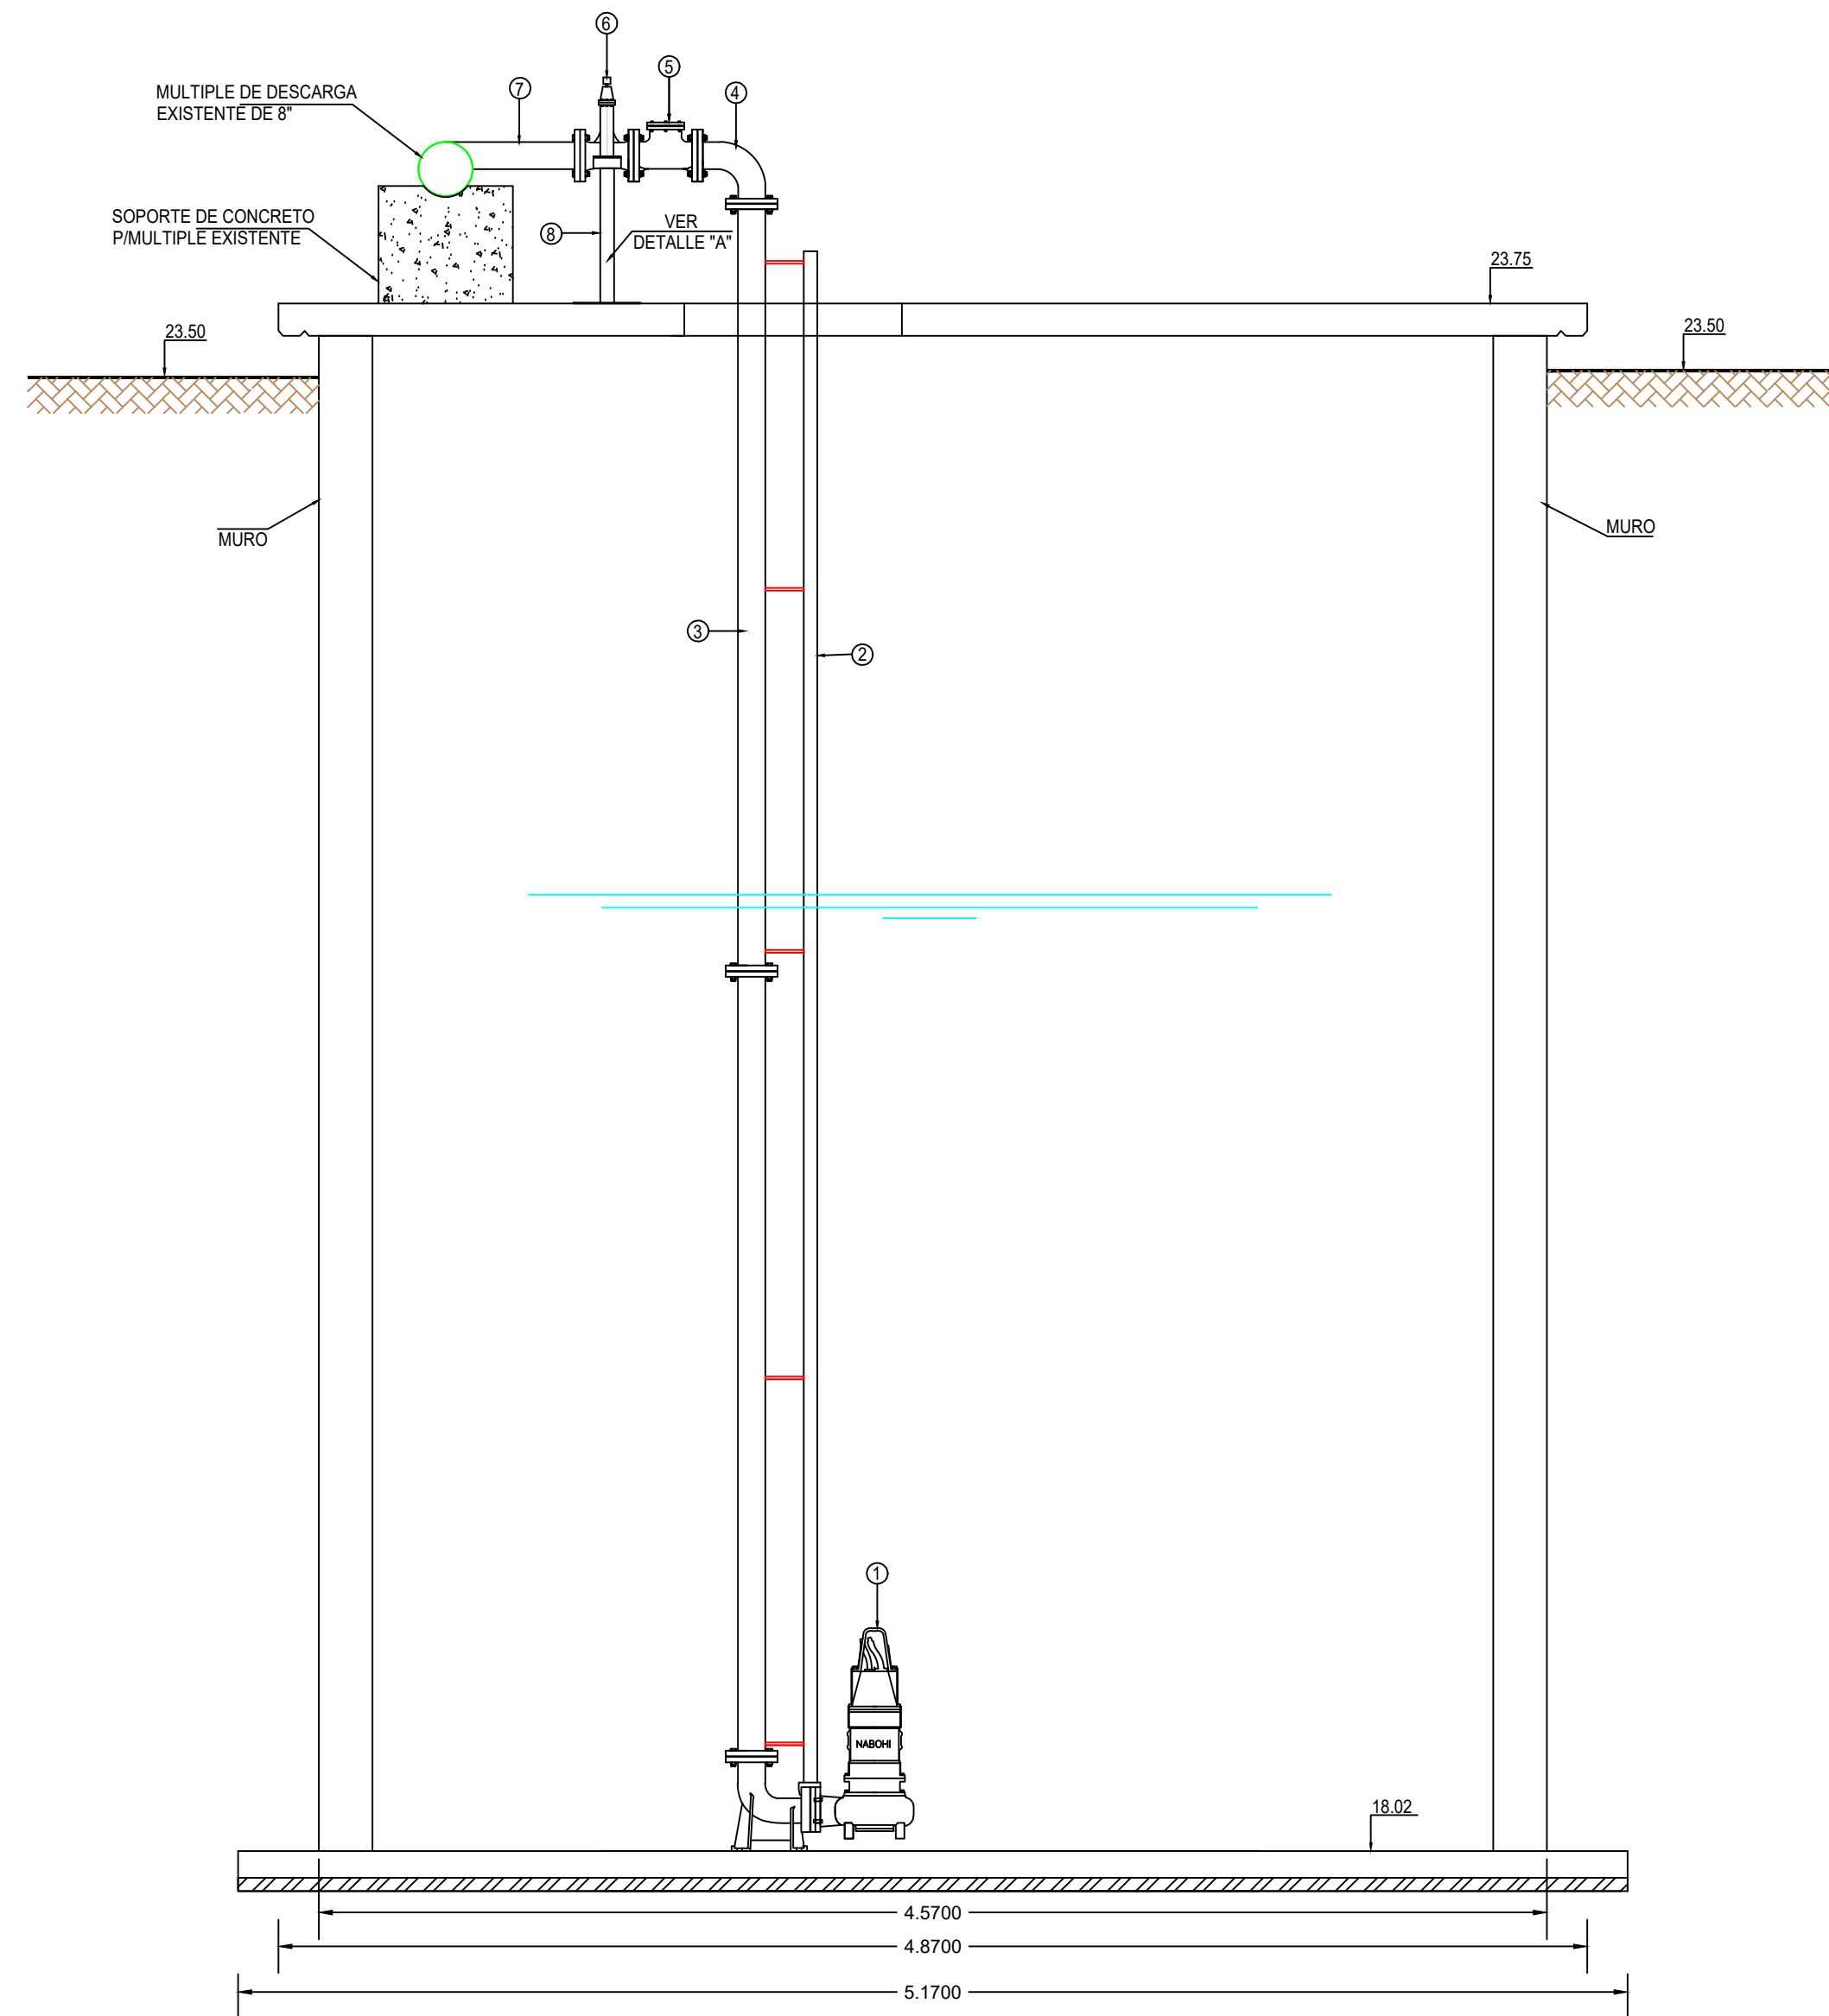 6
5
7
4
MULTIPLE DE DESCARGA
EXISTENTE DE 8"
SOPORTE DE CONCRETO
P/MULTIPLE EXISTENTE
8
VER
DETALLE "A"
23.75
23.50
23.50
MURO
MURO
3
2
1
NABOHI
18.02
4.5700
4.8700
5.1700